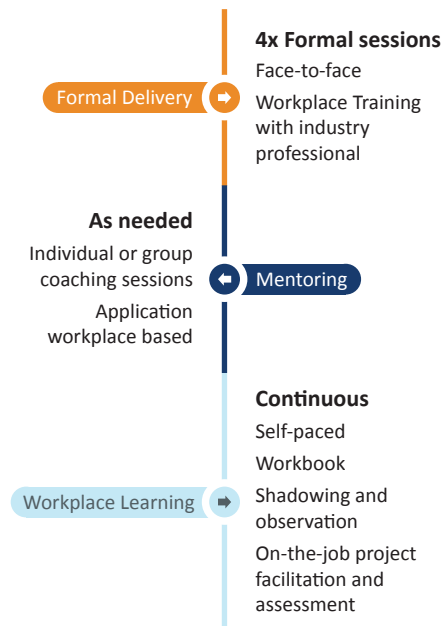 4x Formal sessions
Face-to-face
Formal Delivery
Workplace Training
with industry
professional
As needed
Individual or group
coaching sessions
Mentoring
Application
workplace based
Continuous
Self-paced
Workbook
Workplace Learning
Shadowing and
observation
On-the-job project
facilitation and
assessment